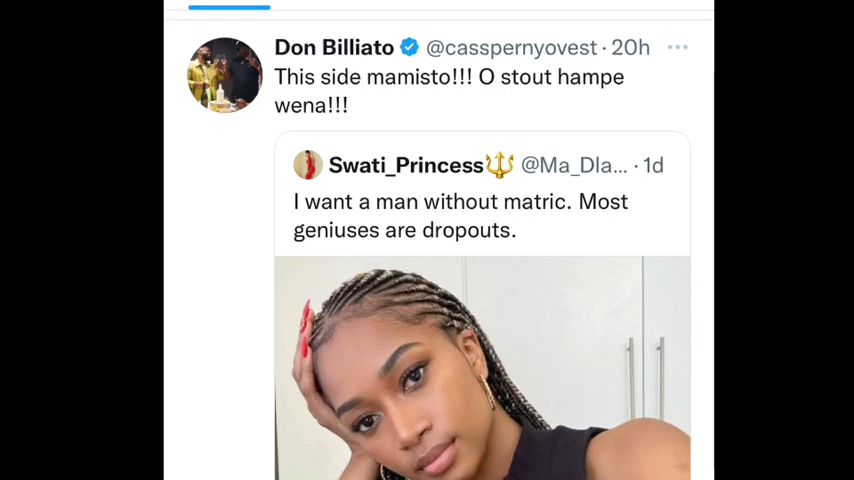 Don Billiato @casspernyovest · 20h
This side mamisto!!! O stout hampe
wena!!!
Swati_Princess🔱 @Ma_Dla... · 1d
I want a man without matric. Most
geniuses are dropouts.